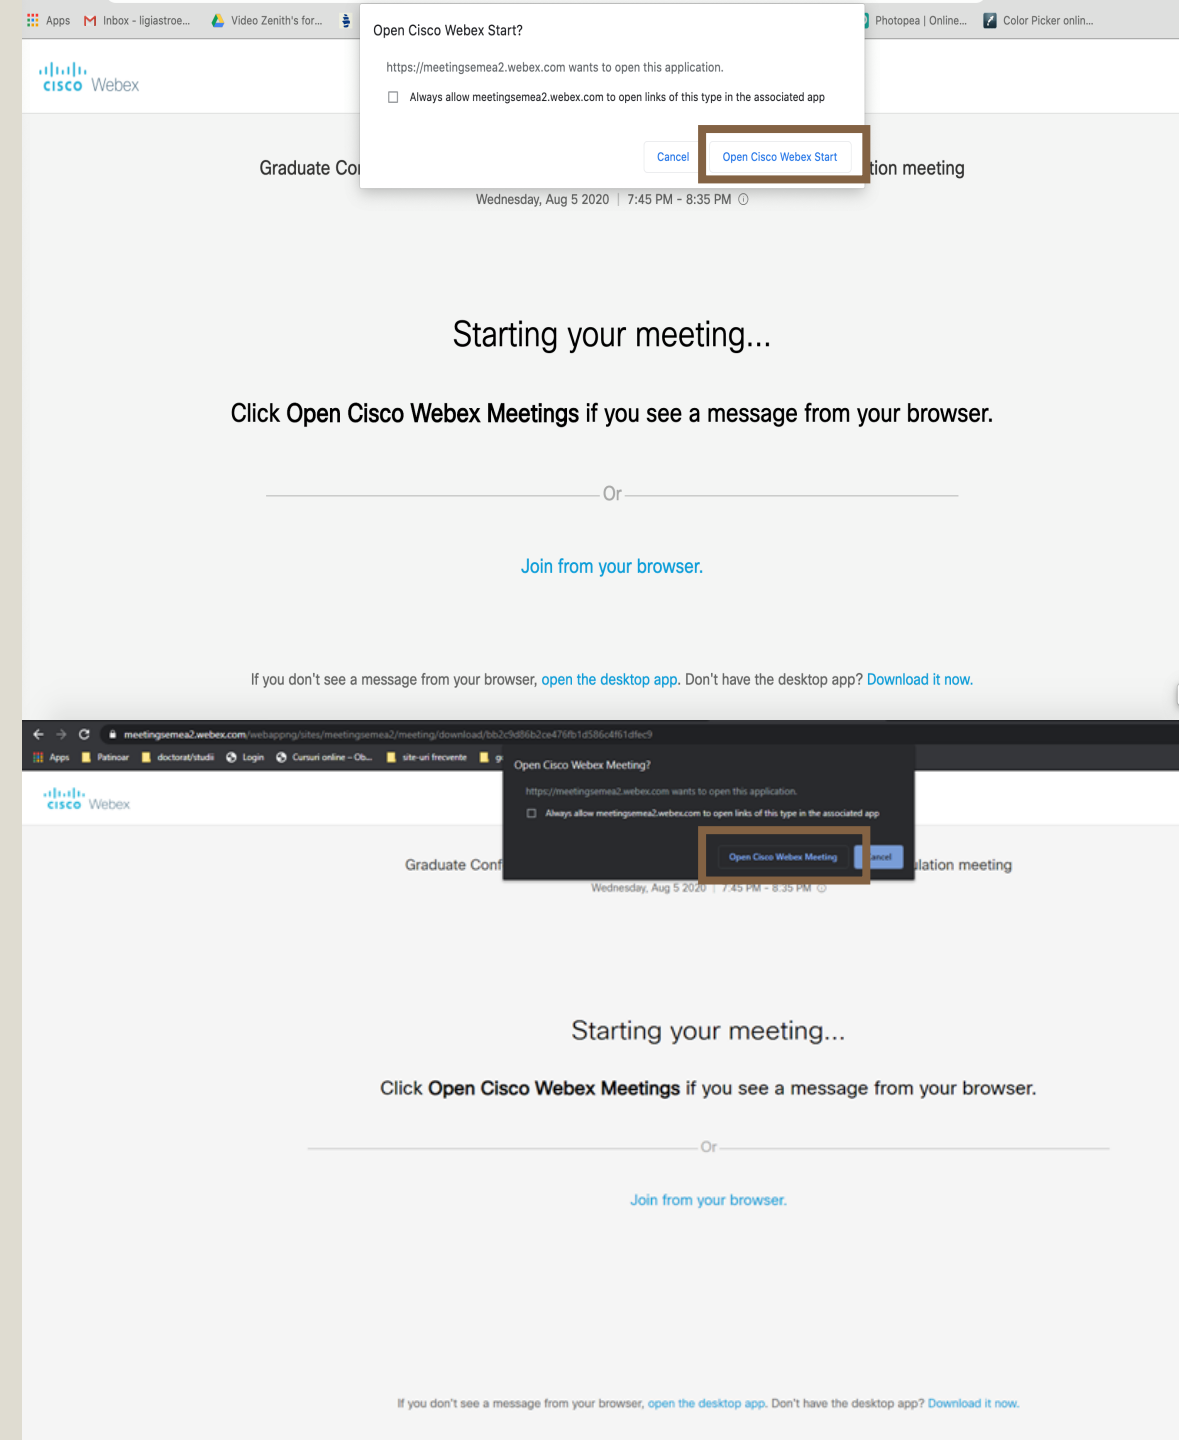 Apps Inbox - ligiastroe... Video Zenith's for... Photopea | Online... Color Picker onlin...
Open Cisco Webex Start?
https://meetingsemea2.webex.com wants to open this application.
Always allow meetingsemea2.webex.com to open links of this type in the associated app
Cancel Open Cisco Webex Start
CISCO Webex
Graduate Co tion meeting
Wednesday, Aug 5 2020 | 7:45 PM - 8:35 PM
Starting your meeting...
Click Open Cisco Webex Meetings if you see a message from your browser.
Or
Join from your browser.
If you don't see a message from your browser, open the desktop app. Don't have the desktop app? Download it now.
meetingsemea2.webex.com/webappng/sites/meetingsemea2/meeting/download/bb2c9d86b2ce476fb1d586c4f61dfec9
Apps Patinoar doctorat/studii Login Cursuri online – Ob... site-uri frecvente
Open Cisco Webex Meeting?
https://meetingsemea2.webex.com wants to open this application.
Always allow meetingsemea2.webex.com to open links of this type in the associated app
Open Cisco Webex Meeting ancel
CISCO Webex
Graduate Conf ulation meeting
Wednesday, Aug 5 2020 | 7:45 PM - 8:35 PM
Starting your meeting...
Click Open Cisco Webex Meetings if you see a message from your browser.
Or
Join from your browser.
If you don't see a message from your browser, open the desktop app. Don't have the desktop app? Download it now.